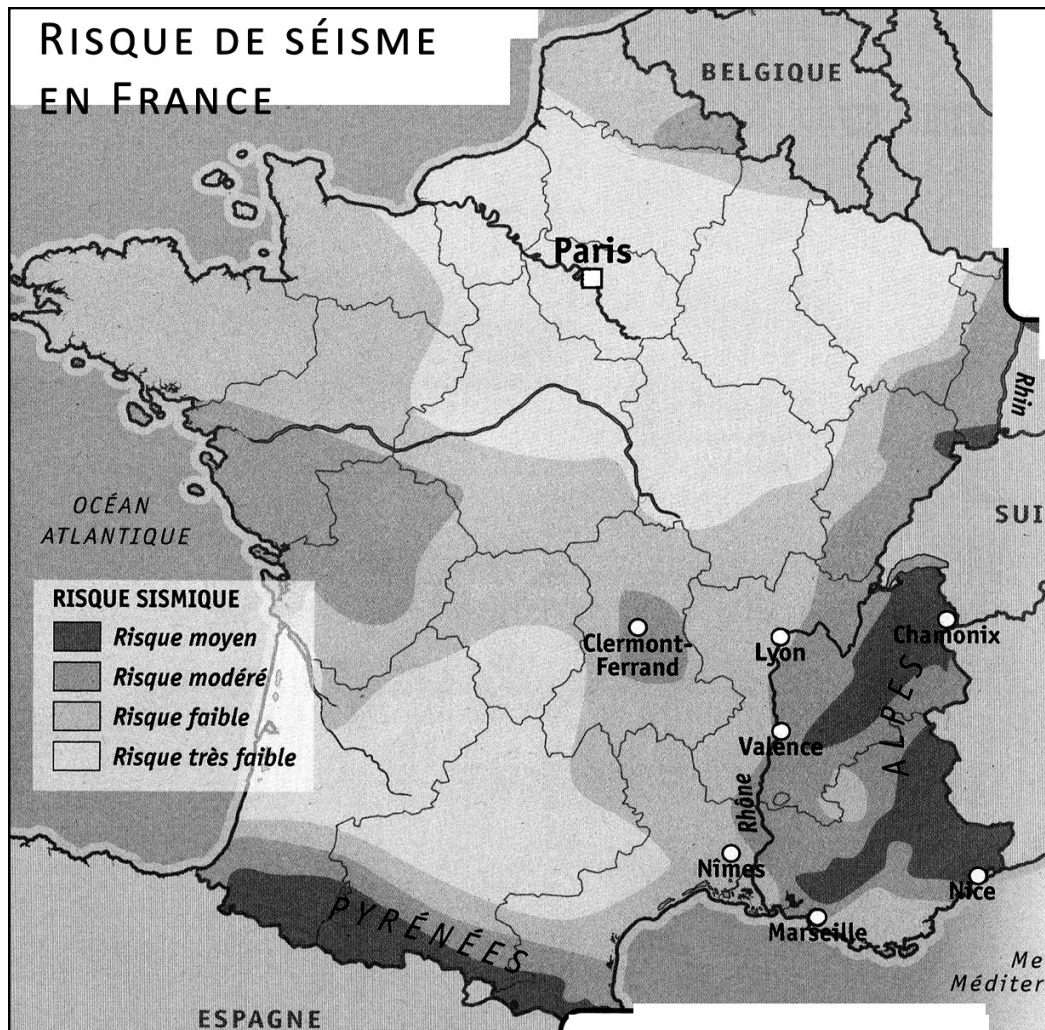 RISQUE DE SÉISME
EN FRANCE
BELGIQUE
Paris
Rhin
OCÉAN
ATLANTIQUE
SUI
RISQUE SISMIQUE
Risque moyen
Risque modéré
Risque faible
Risque très faible
Clermont-
Ferrand
Lyon
Chamonix
Valence
ALPES
Rhône
Nîmes
Nice
Marseille
PYRÉNÉES
Me
Méditer
ESPAGNE